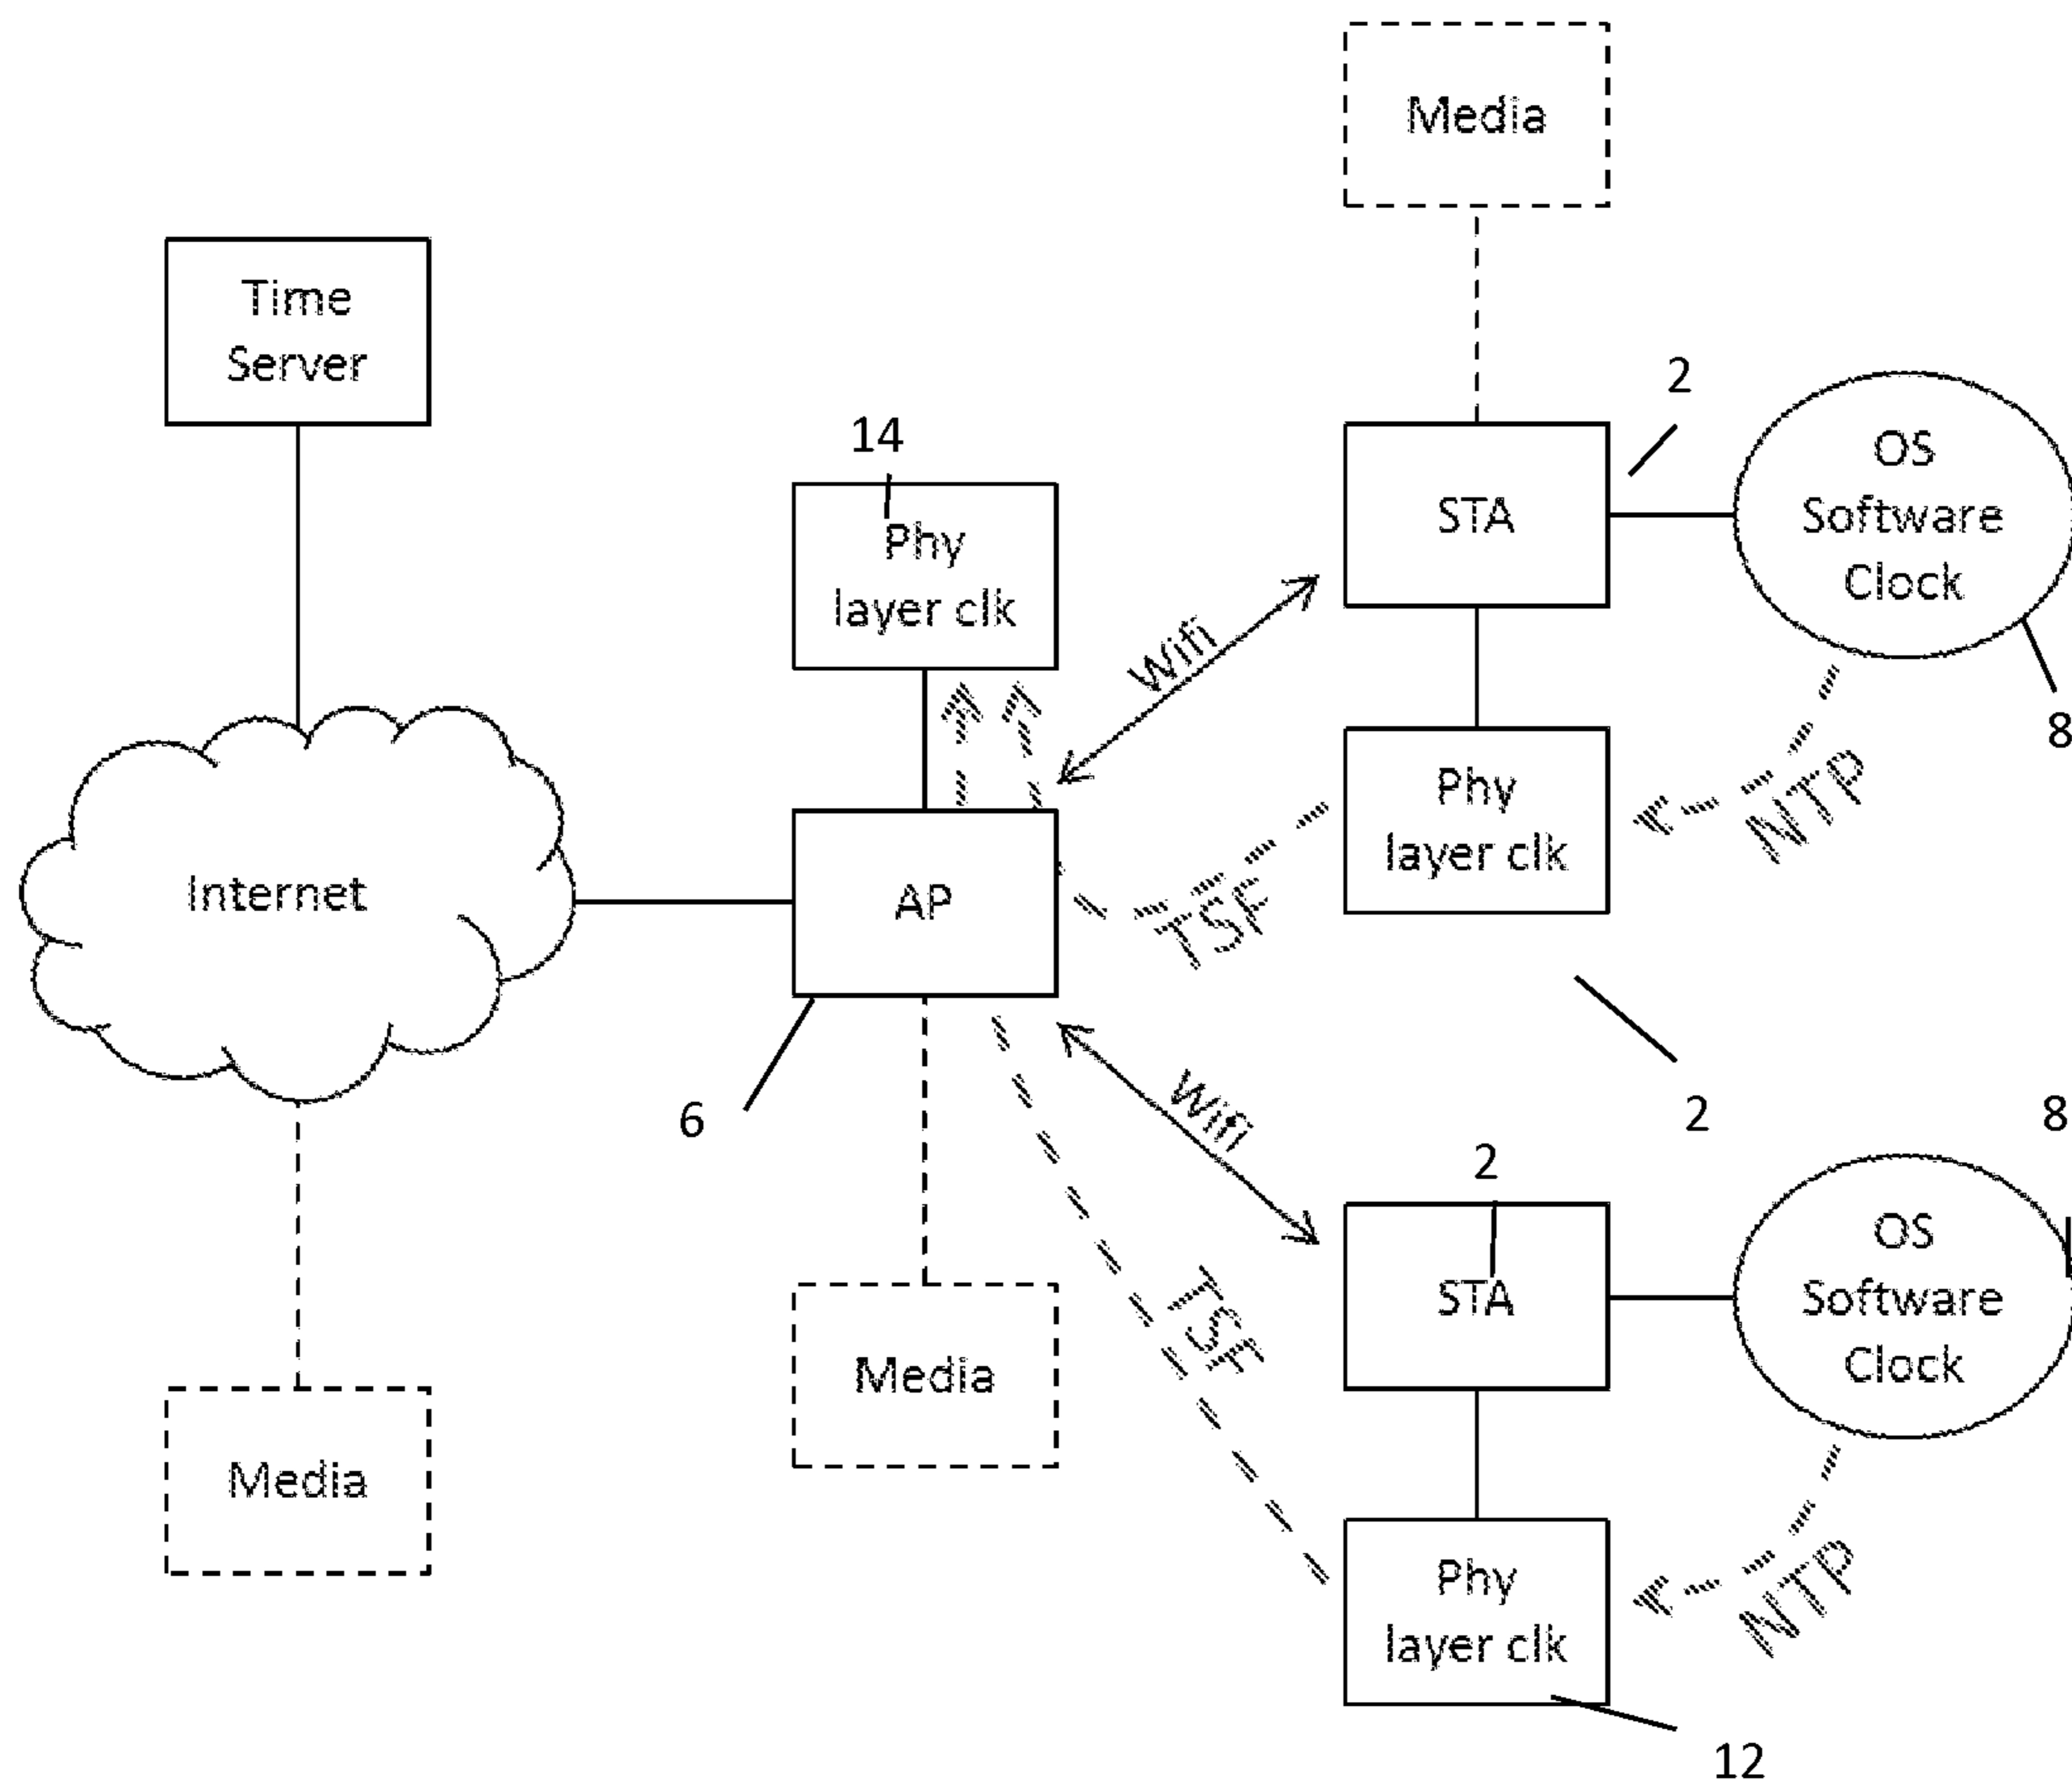 Media
Time
Server
2
14
OS
Software
Clock
STA
Phy
layer clk
Wifi
8
Phy
layer clk
NTP
Internet
AP
TSF
6
2
8
Wifi
2
OS
Software
Clock
STA
TSF
Media
Media
Phy
layer clk
NTP
12